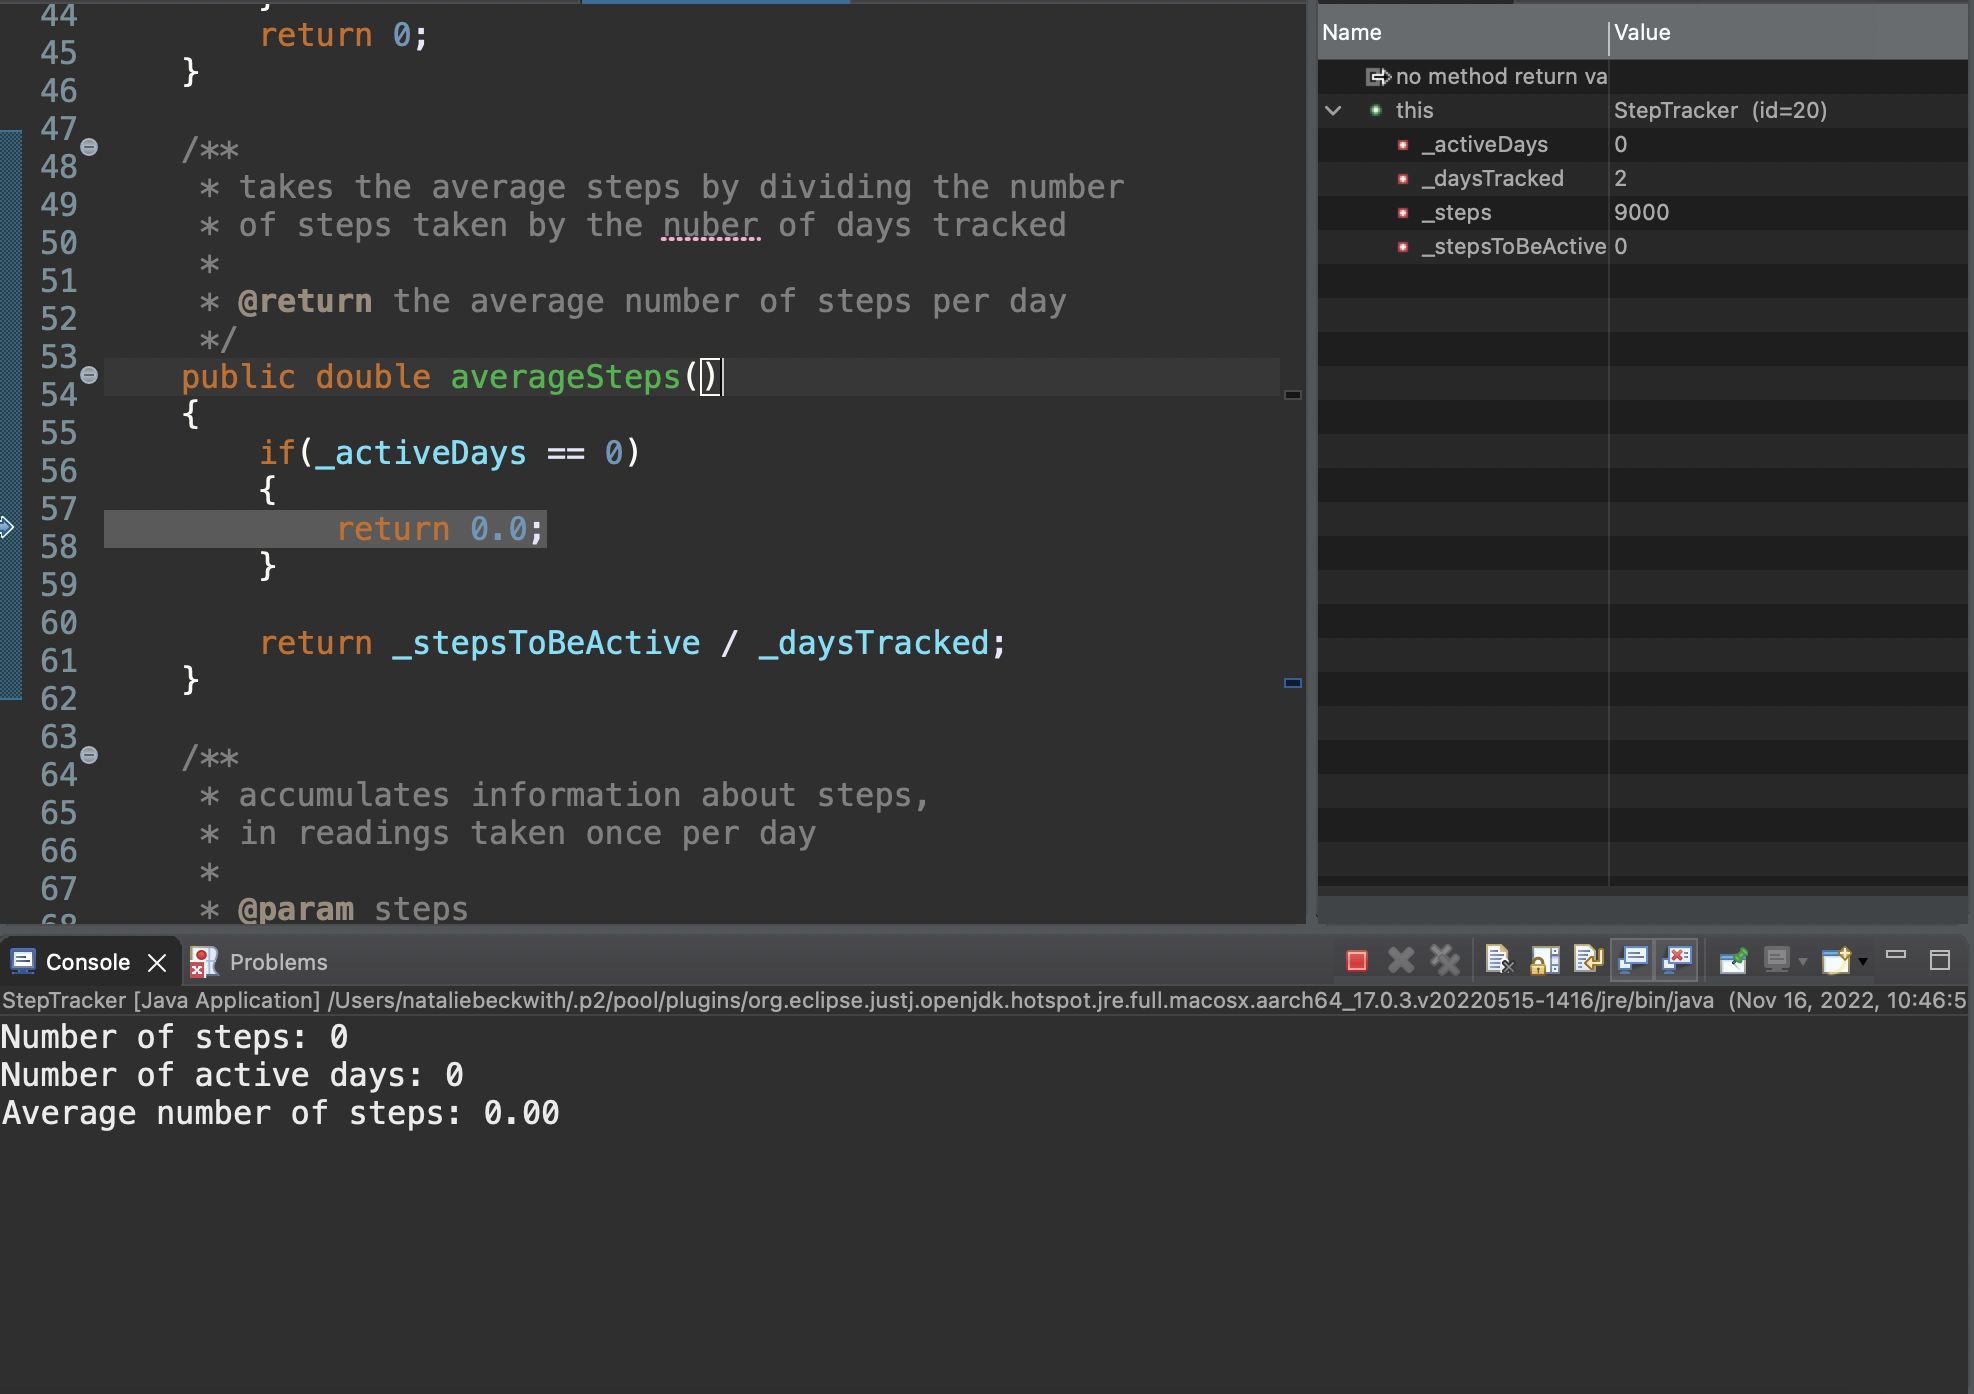 44
return 0;
45
}
46
47
/**
48
* takes the average steps by dividing the number
49
* of steps taken by the nuber of days tracked
50
*
51
* @return the average number of steps per day
52
*/
53
public double averageSteps()
54
{
55
if(_activeDays == 0)
56
{
57
return 0.0;
58
}
59
60
return _stepsToBeActive / _daysTracked;
61
}
62
63
/**
64
* accumulates information about steps,
65
* in readings taken once per day
66
*
67
* @param steps
68
Name Value
no method return va
this StepTracker (id=20)
_activeDays 0
_daysTracked 2
_steps 9000
_stepsToBeActive 0
Console Problems
StepTracker [Java Application] /Users/nataliebeckwith/.p2/pool/plugins/org.eclipse.justj.openjdk.hotspot.jre.full.macosx.aarch64_17.0.3.v20220515-1416/jre/bin/java (Nov 16, 2022, 10:46:5
Number of steps: 0
Number of active days: 0
Average number of steps: 0.00